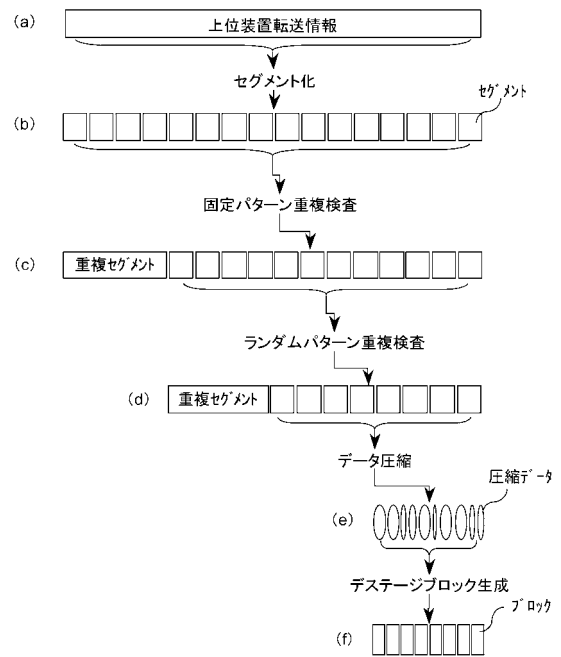 (a)
上位装置転送情報
セグメント化
(b)
ｾｸﾞﾒﾝﾄ
固定パターン重複検査
(c)
重複セグメント
ランダムパターン重複検査
(d)
重複ｾｸﾞﾒﾝﾄ
データ圧縮
圧縮ﾃﾞｰﾀ
(e)
デステージブロック生成
ﾌﾞﾛｯｸ
(f)